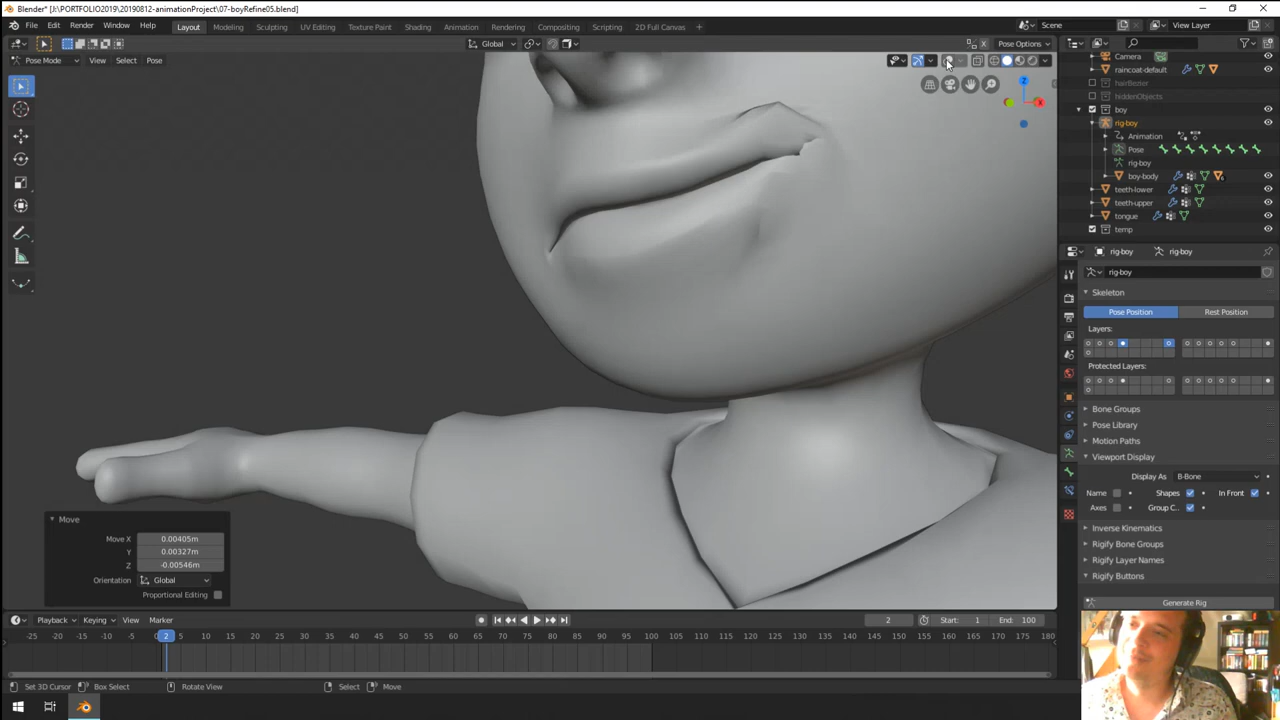 Blender* [J:\PORTFOLIO2019\20190812-animationProject\07-boyRefine05.blend]
File Edit Render Window Help Layout Modeling Sculpting UV Editing Texture Paint Shading Animation Rendering Compositing Scripting 2D Full Canvas + Scene View Layer
Global Pose Options
Pose Mode View Select Pose
Camera
raincoat-default
hairBezier
hiddenObjects
boy
rig-boy
Animation
Pose
rig-boy
boy-body
teeth-lower
teeth-upper
tongue
temp
rig-boy rig-boy
rig-boy
Skeleton
Pose Position Rest Position
Layers:
Protected Layers:
Bone Groups
Pose Library
Motion Paths
Viewport Display
Display As B-Bone
Name Shapes In Front
Axes Group C..
Inverse Kinematics
Rigify Bone Groups
Rigify Layer Names
Rigify Buttons
Generate Rig
Move
Move X 0.00405m
Y 0.00327m
Z -0.00546m
Orientation Global
Proportional Editing
Playback Keying View Marker 2 Start: 1 End: 100
-25 -20 -15 -10 -5 2 5 10 15 20 25 30 35 40 45 50 55 60 65 70 75 80 85 90 95 100 105 110 115 120 125 130 135 140 145 150 155 160 165 170 175 180
Set 3D Cursor Box Select Rotate View Select Move